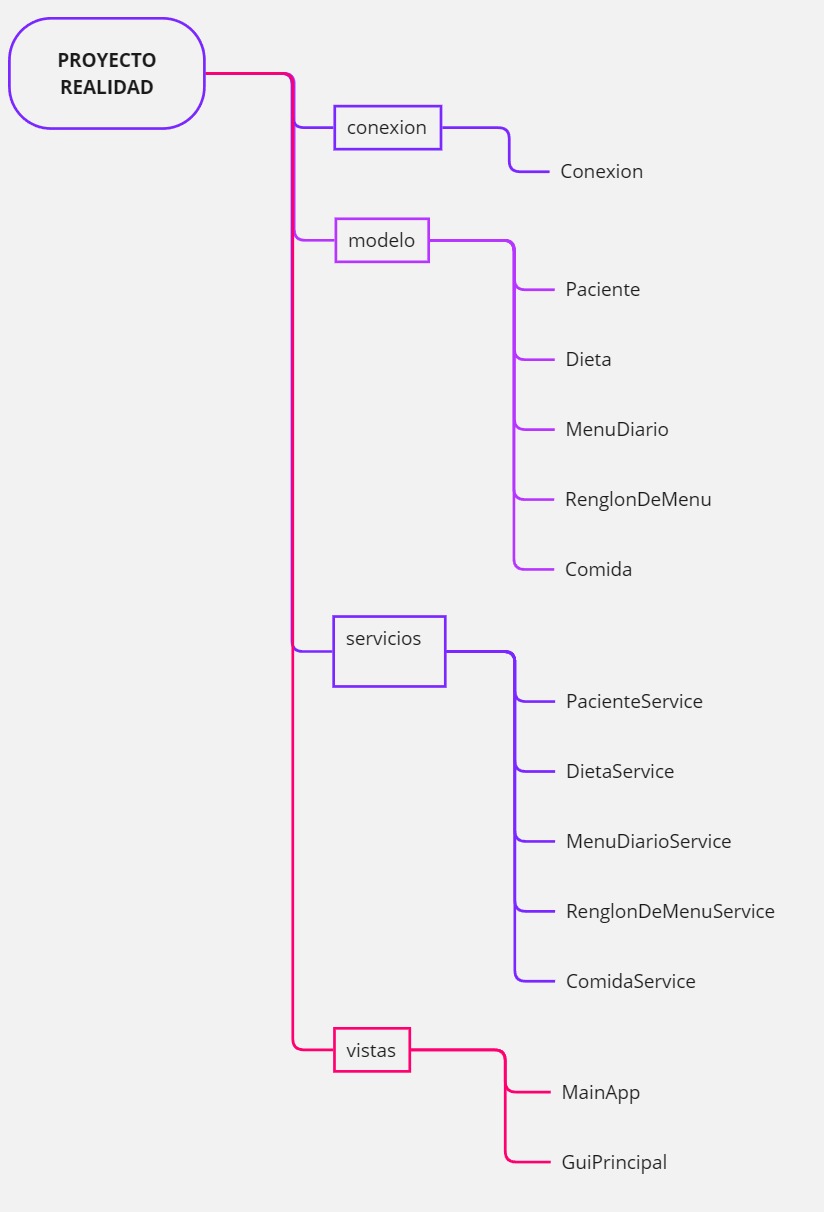 PROYECTO
REALIDAD
conexion
Conexion
modelo
Paciente
Dieta
MenuDiario
RenglonDeMenu
Comida
servicios
PacienteService
DietaService
MenuDiarioService
RenglonDeMenuService
ComidaService
vistas
MainApp
GuiPrincipal